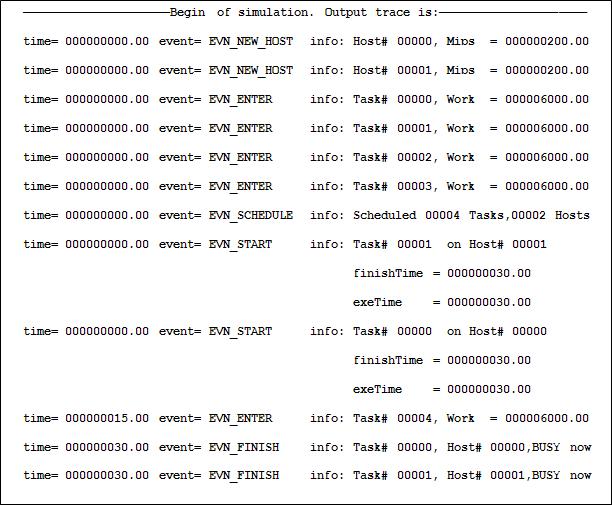 Begin of simulation. Output trace is:
time= 000000000.00 event= EVN_NEW_HOST info: Host# 00000, Mips = 000000200.00
time= 000000000.00 event= EVN_NEW_HOST info: Host# 00001, Mips = 000000200.00
time= 000000000.00 event= EVN_ENTER info: Task# 00000, Work = 000006000.00
time= 000000000.00 event= EVN_ENTER info: Task# 00001, Work = 000006000.00
time= 000000000.00 event= EVN_ENTER info: Task# 00002, Work = 000006000.00
time= 000000000.00 event= EVN_ENTER info: Task# 00003, Work = 000006000.00
time= 000000000.00 event= EVN_SCHEDULE info: Scheduled 00004 Tasks,00002 Hosts
time= 000000000.00 event= EVN_START info: Task# 00001 on Host# 00001
finishTime = 000000030.00
exeTime = 000000030.00
time= 000000000.00 event= EVN_START info: Task# 00000 on Host# 00000
finishTime = 000000030.00
exeTime = 000000030.00
time= 000000015.00 event= EVN_ENTER info: Task# 00004, Work = 000006000.00
time= 000000030.00 event= EVN_FINISH info: Task# 00000, Host# 00000,BUSY now
time= 000000030.00 event= EVN_FINISH info: Task# 00001, Host# 00001,BUSY now